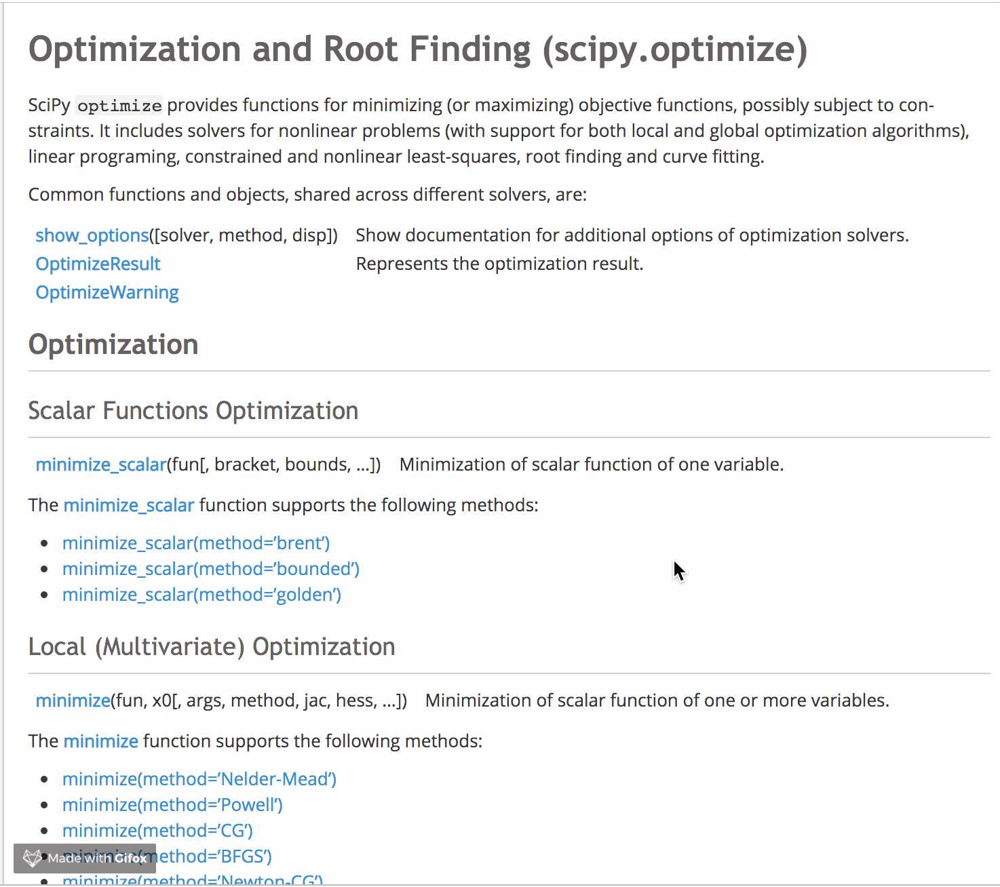 Optimization and Root Finding (scipy.optimize)
SciPy optimize provides functions for minimizing (or maximizing) objective functions, possibly subject to con-
straints. It includes solvers for nonlinear problems (with support for both local and global optimization algorithms),
linear programing, constrained and nonlinear least-squares, root finding and curve fitting.
Common functions and objects, shared across different solvers, are:
show_options([solver, method, disp]) Show documentation for additional options of optimization solvers.
OptimizeResult Represents the optimization result.
OptimizeWarning
Optimization
Scalar Functions Optimization
minimize_scalar(fun[, bracket, bounds, ...]) Minimization of scalar function of one variable.
The minimize_scalar function supports the following methods:
• minimize_scalar(method=’brent’)
• minimize_scalar(method=’bounded’)
• minimize_scalar(method=’golden’)
Local (Multivariate) Optimization
minimize(fun, x0[, args, method, jac, hess, ...]) Minimization of scalar function of one or more variables.
The minimize function supports the following methods:
• minimize(method=’Nelder-Mead’)
• minimize(method=’Powell’)
• minimize(method=’CG’)
• minimize(method=’BFGS’)
Made with Gifox
• minimize(method=’Newton-CG’)